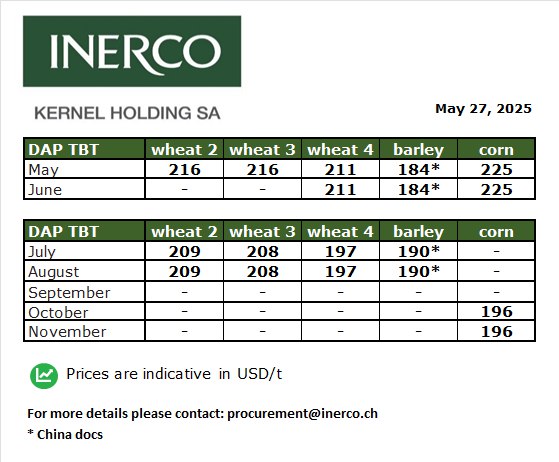 INERCO
KERNEL HOLDING SA
May 27, 2025
DAP TBT wheat 2 wheat 3 wheat 4 barley corn
May 216 216 211 184* 225
June - - 211 184* 225
DAP TBT wheat 2 wheat 3 wheat 4 barley corn
July 209 208 197 190* -
August 209 208 197 190* -
September - - - - -
October - - - - 196
November - - - - 196
Prices are indicative in USD/t
For more details please contact: procurement@inerco.ch
* China docs